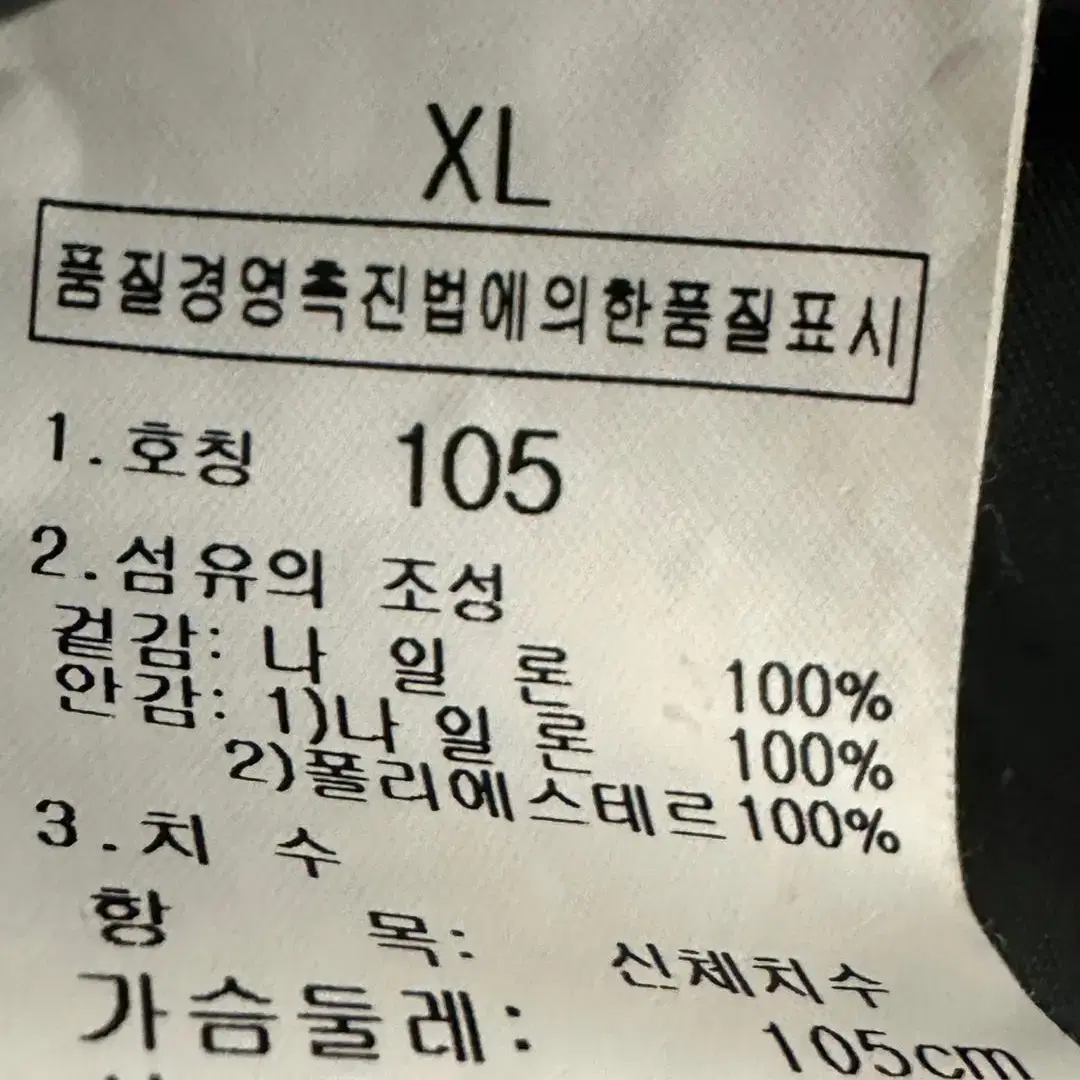 XL
품질경영촉진법에의한품질표시
1.호칭 105
2.섬유의 조성
겉감: 나 일 론 100%
안감: 1)나 일 론 100%
2)폴리에스테르100%
3.치 수
항 목: 신체치수
가슴둘레: 105cm